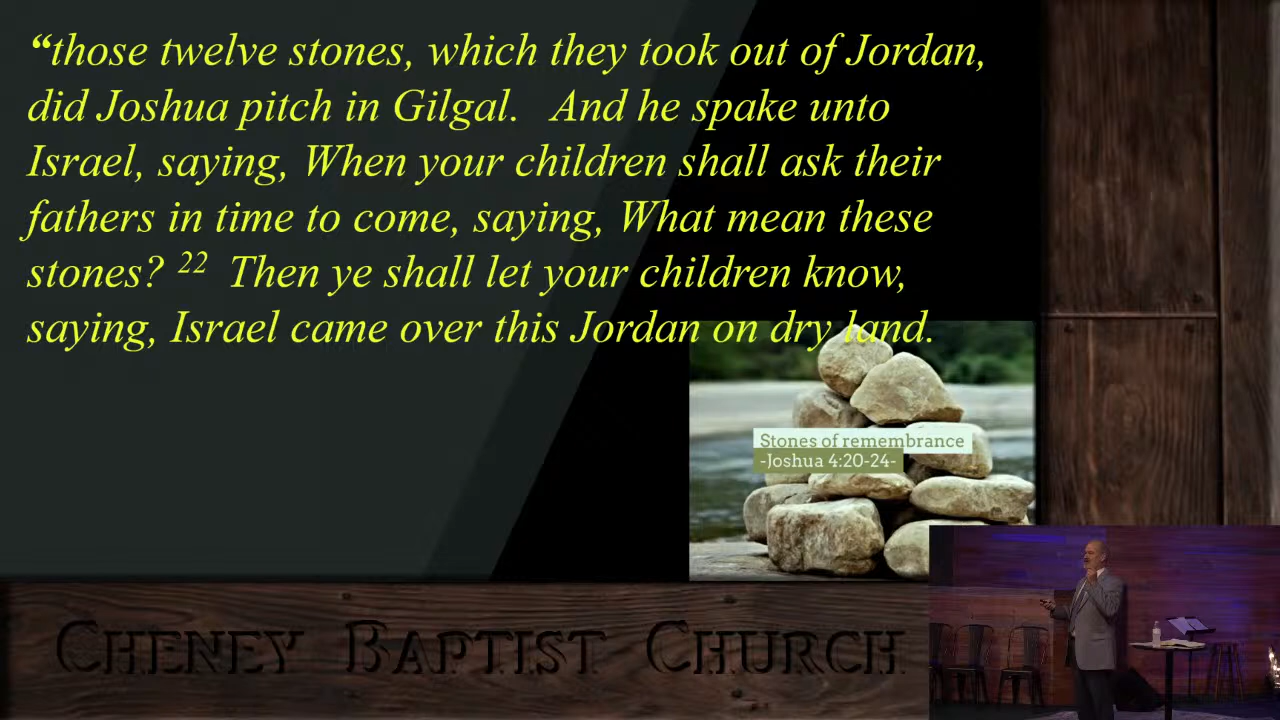 “those twelve stones, which they took out of Jordan,
did Joshua pitch in Gilgal. And he spake unto
Israel, saying, When your children shall ask their
fathers in time to come, saying, What mean these
stones? 22 Then ye shall let your children know,
saying, Israel came over this Jordan on dry land.
Stones of remembrance
-Joshua 4:20-24-
Cheney Baptist Church